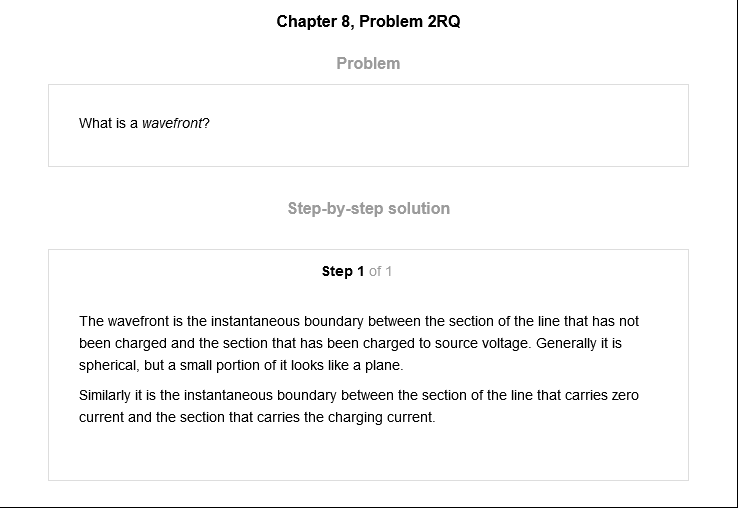 Chapter 8, Problem 2RQ
Problem
What is a wavefront?
Step-by-step solution
Step 1 of 1
The wavefront is the instantaneous boundary between the section of the line that has not
been charged and the section that has been charged to source voltage. Generally it is
spherical, but a small portion of it looks like a plane.
Similarly it is the instantaneous boundary between the section of the line that carries zero
current and the section that carries the charging current.